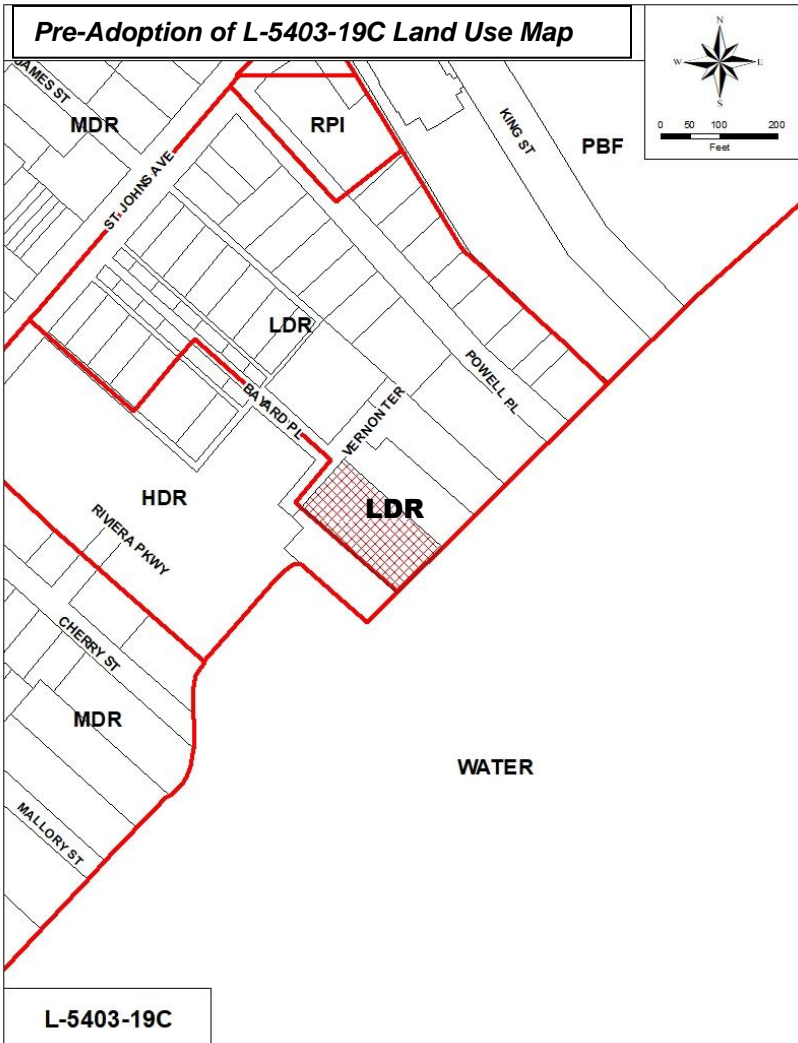 Pre-Adoption of L-5403-19C Land Use Map
N
W E
S
0 50 100 200
Feet
JAMES ST
MDR
RPI
KING ST
PBF
ST. JOHNS AVE
LDR
POWELL PL
BAYARD PL
VERNON TER
HDR
LDR
RIVIERA PKWY
CHERRY ST
MDR
WATER
MALLORY ST
L-5403-19C